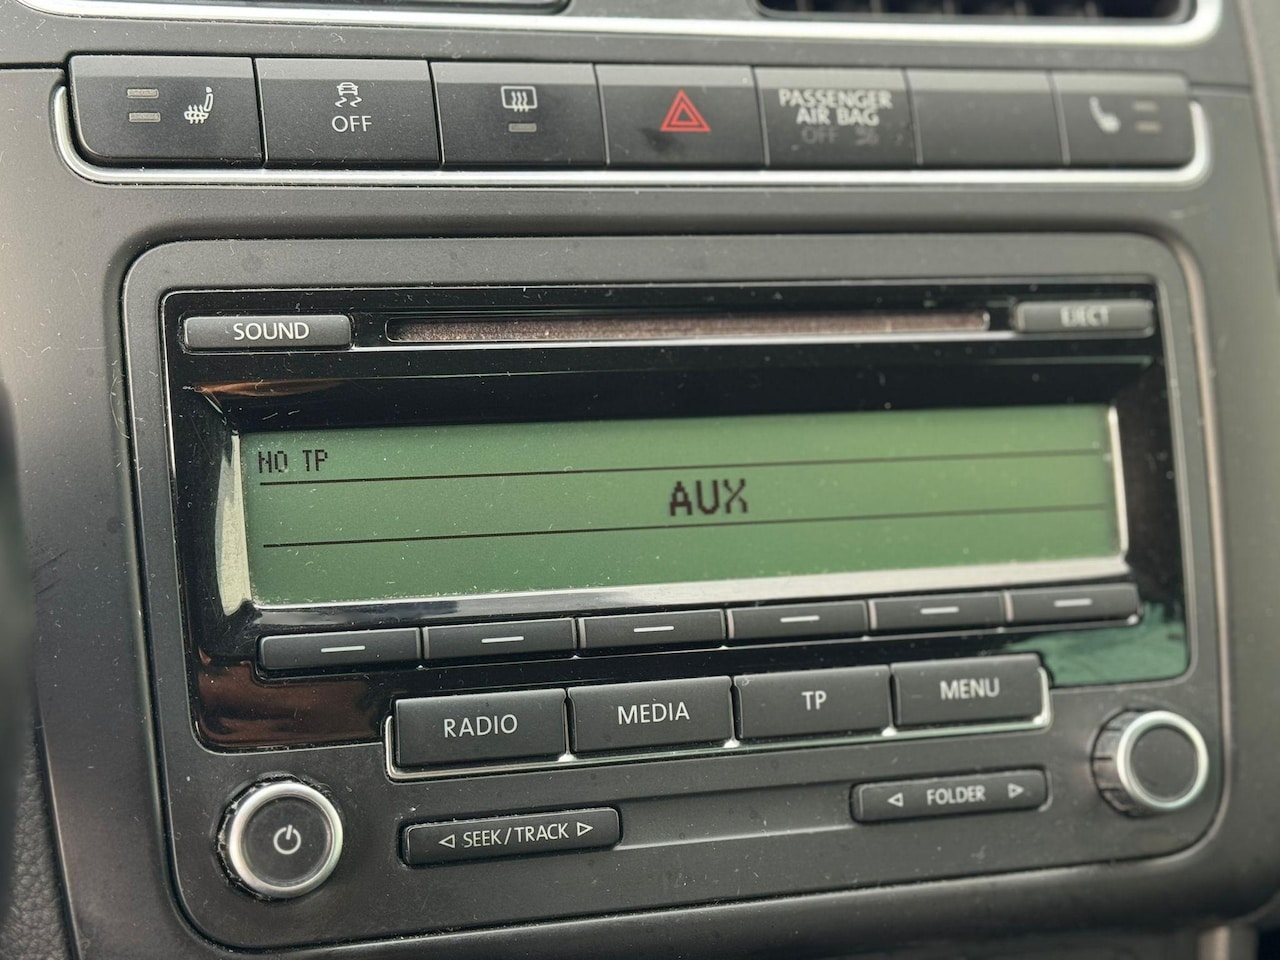 OFF
PASSENGER
AIR BAG
OFF
SOUND
EJECT
NO TP
AUX
RADIO
MEDIA
TP
MENU
SEEK/TRACK
FOLDER